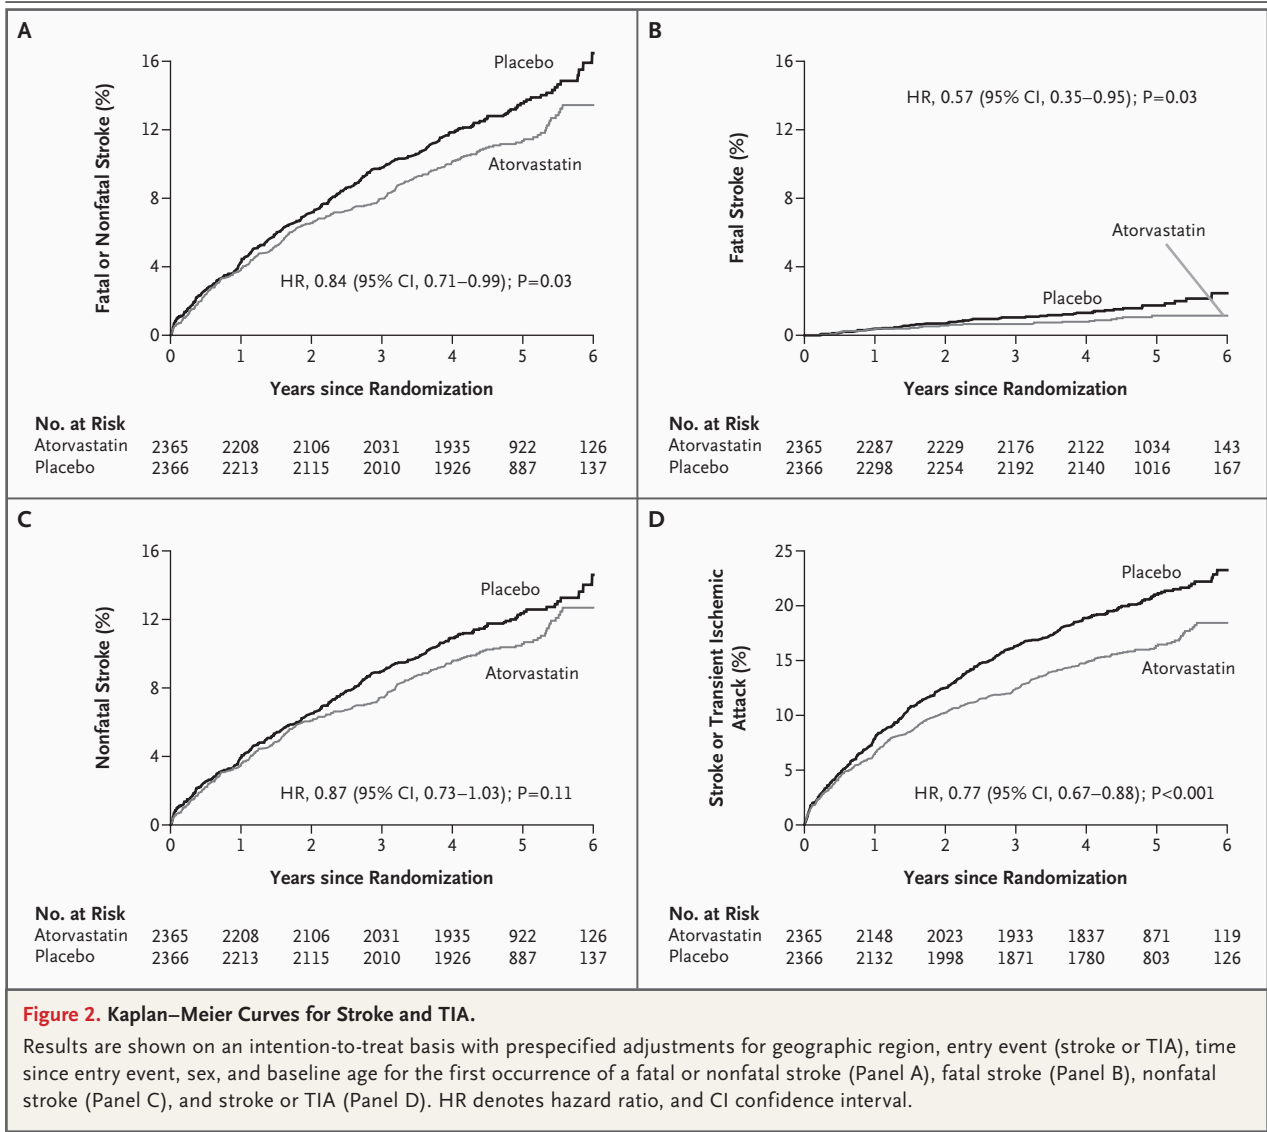 A
Fatal or Nonfatal Stroke (%)
16
12
8
4
0
Placebo
Atorvastatin
HR, 0.84 (95% CI, 0.71–0.99); P=0.03
0 1 2 3 4 5 6
Years since Randomization
No. at Risk
Atorvastatin 2365 2208 2106 2031 1935 922 126
Placebo 2366 2213 2115 2010 1926 887 137
B
Fatal Stroke (%)
16
12
8
4
0
HR, 0.57 (95% CI, 0.35–0.95); P=0.03
Atorvastatin
Placebo
0 1 2 3 4 5 6
Years since Randomization
No. at Risk
Atorvastatin 2365 2287 2229 2176 2122 1034 143
Placebo 2366 2298 2254 2192 2140 1016 167
C
Nonfatal Stroke (%)
16
12
8
4
0
Placebo
Atorvastatin
HR, 0.87 (95% CI, 0.73–1.03); P=0.11
0 1 2 3 4 5 6
Years since Randomization
No. at Risk
Atorvastatin 2365 2208 2106 2031 1935 922 126
Placebo 2366 2213 2115 2010 1926 887 137
D
Stroke or Transient Ischemic
Attack (%)
25
20
15
10
5
0
Placebo
Atorvastatin
HR, 0.77 (95% CI, 0.67–0.88); P<0.001
0 1 2 3 4 5 6
Years since Randomization
No. at Risk
Atorvastatin 2365 2148 2023 1933 1837 871 119
Placebo 2366 2132 1998 1871 1780 803 126
Figure 2. Kaplan–Meier Curves for Stroke and TIA.
Results are shown on an intention-to-treat basis with prespecified adjustments for geographic region, entry event (stroke or TIA), time
since entry event, sex, and baseline age for the first occurrence of a fatal or nonfatal stroke (Panel A), fatal stroke (Panel B), nonfatal
stroke (Panel C), and stroke or TIA (Panel D). HR denotes hazard ratio, and CI confidence interval.